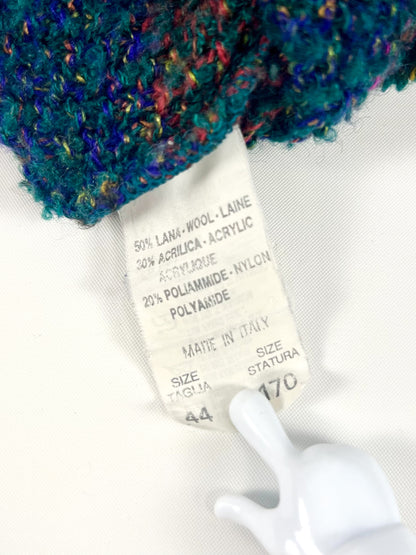 50% LANA - WOOL - LAINE
30% ACRILICA - ACRYLIC
ACRYLIQUE
20% POLIAMMIDE - NYLON
POLYAMIDE
MADE IN ITALY
SIZE SIZE
TAGLIA STATURA
44 170